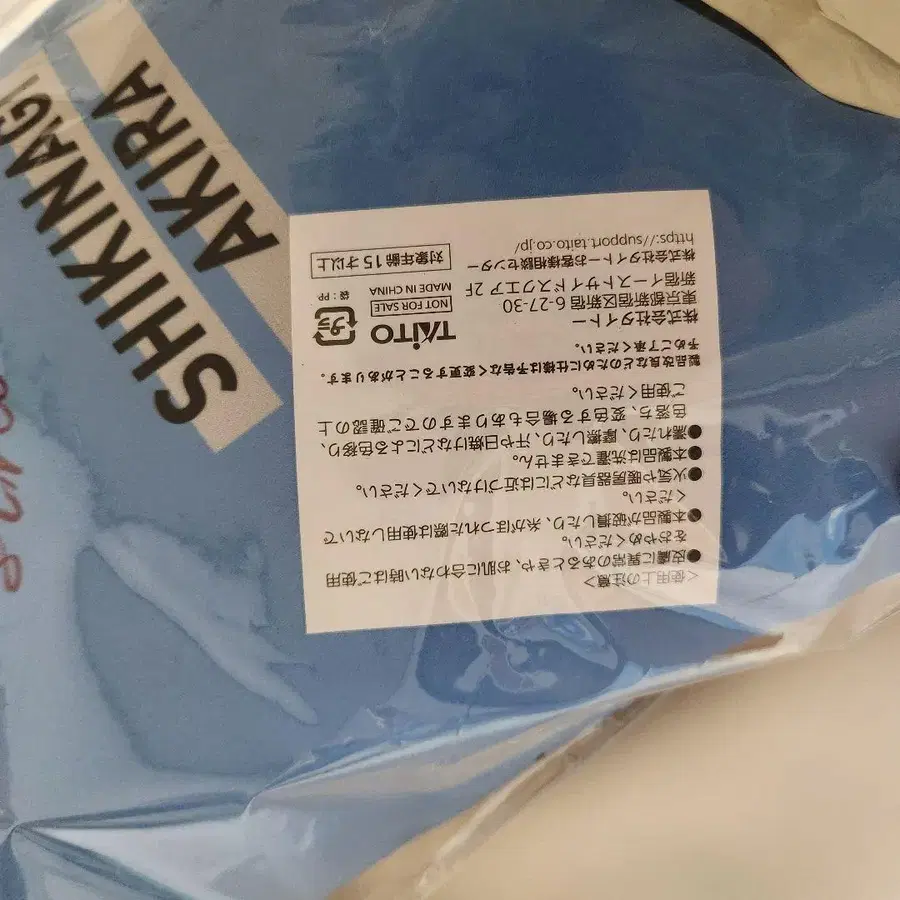 SHIKINAGI
AKIRA
<使用上の注意>
●皮膚に異常のあるときや、お肌に合わない時はご使用
をおやめください。
●本製品が破損したり、糸がほつれた際は使用しないで
ください。
●火気や暖房器具などには近づけないでください。
●本製品は洗濯できません。
●濡れたり、摩擦したり、汗や日焼けなどによる色移り、
色落ち、変色する場合もありますのでご確認の上
ご使用ください。
製品改良などのために仕様は予告なく変更することがあります。
予めご了承ください。
株式会社タイトー
東京都新宿区新宿 6-27-30
新宿イーストサイドスクエア 2F
株式会社タイトーお客様相談センター
https://support.taito.co.jp/
TAITO
NOT FOR SALE
MADE IN CHINA
プラ
袋：PP
対象年齢 15 才以上